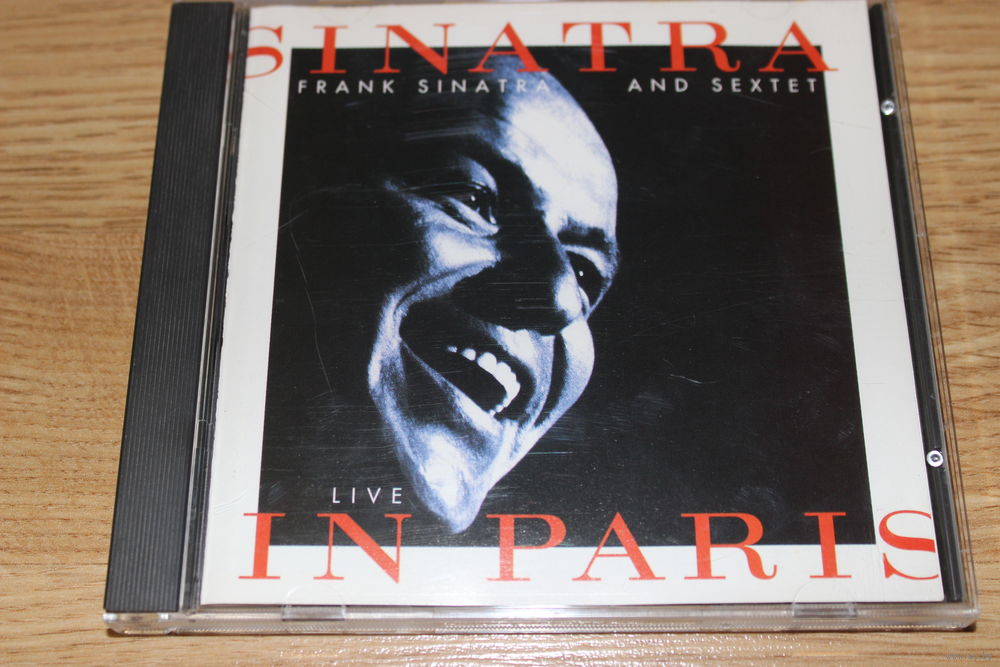 SINATRA
FRANK SINATRA AND SEXTET
LIVE
IN PARIS